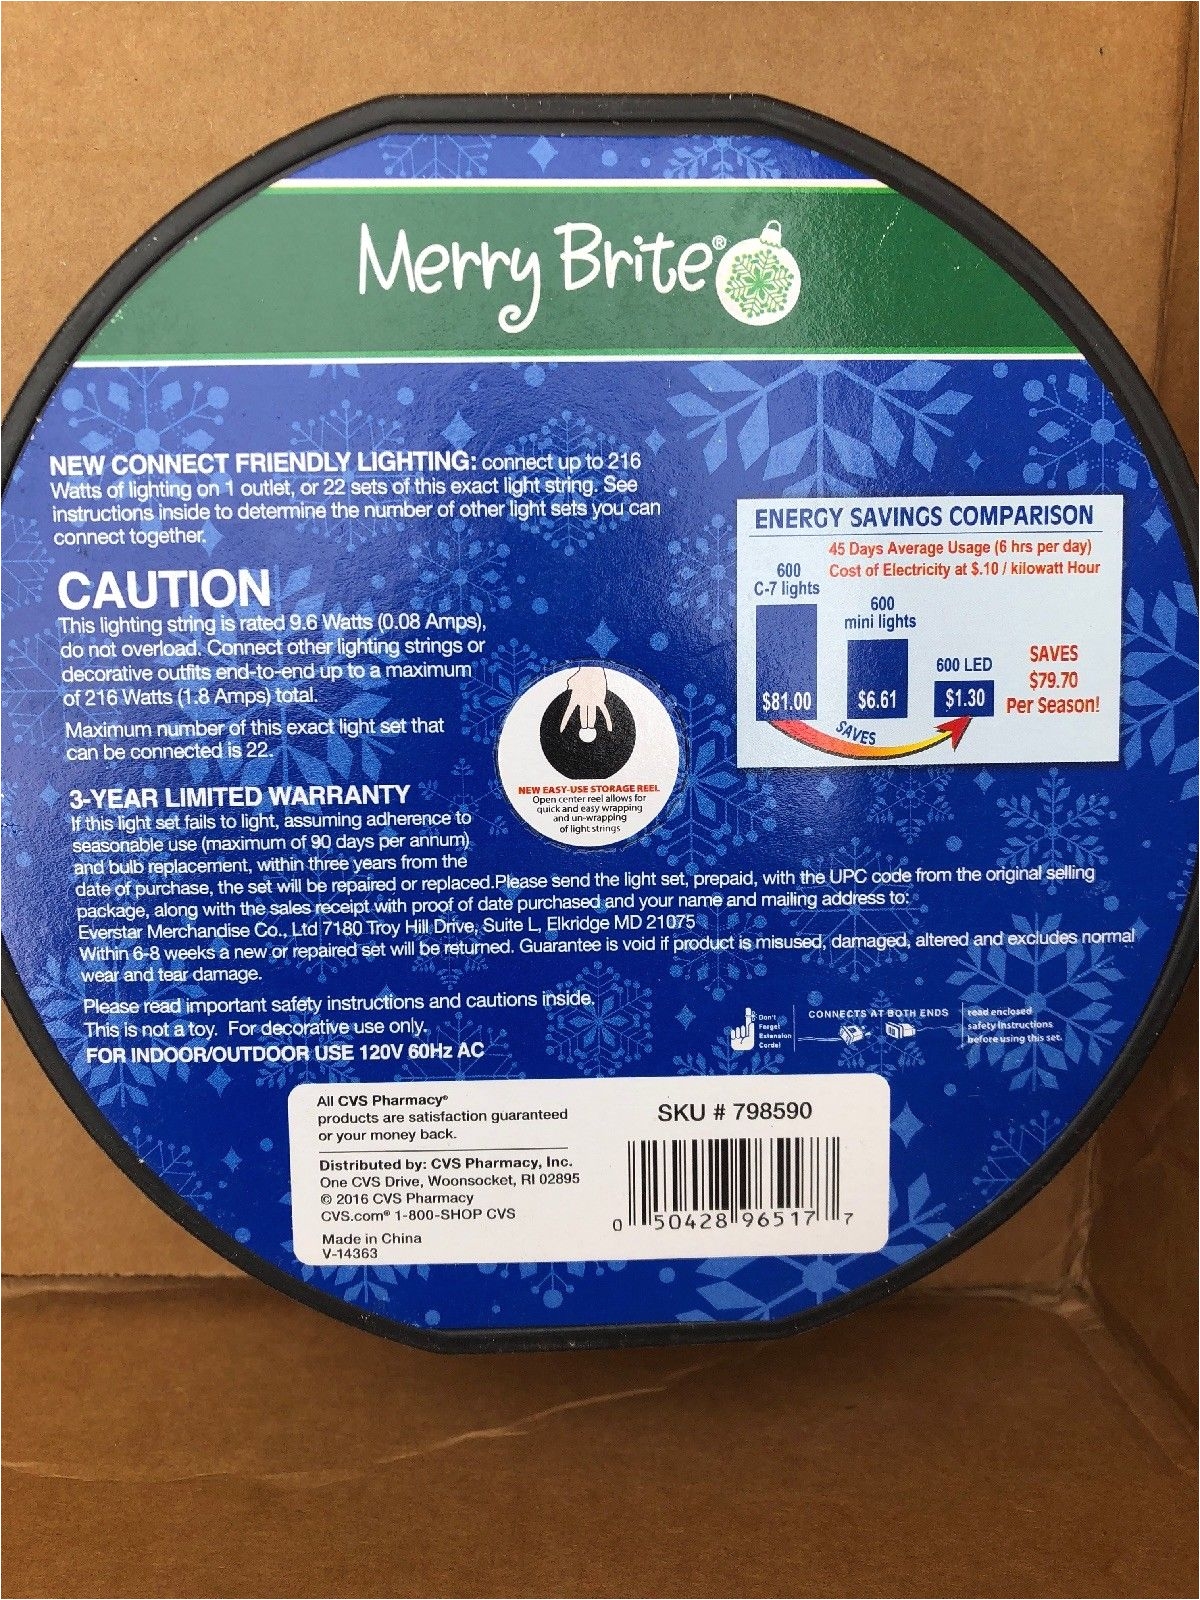 Merry Brite®
NEW CONNECT FRIENDLY LIGHTING: connect up to 216
Watts of lighting on 1 outlet, or 22 sets of this exact light string. See
instructions inside to determine the number of other light sets you can
connect together.
CAUTION
This lighting string is rated 9.6 Watts (0.08 Amps),
do not overload. Connect other lighting strings or
decorative outfits end-to-end up to a maximum
of 216 Watts (1.8 Amps) total.
Maximum number of this exact light set that
can be connected is 22.
ENERGY SAVINGS COMPARISON
45 Days Average Usage (6 hrs per day)
Cost of Electricity at $.10 / kilowatt Hour
600
C-7 lights
600
mini lights
600 LED
$81.00
$6.61
$1.30
SAVES
SAVES
$79.70
Per Season!
NEW EASY-USE STORAGE REEL
Open center reel allows for
quick and easy wrapping
and un-wrapping
of light strings
3-YEAR LIMITED WARRANTY
If this light set fails to light, assuming adherence to
seasonable use (maximum of 90 days per annum)
and bulb replacement, within three years from the
date of purchase, the set will be repaired or replaced.Please send the light set, prepaid, with the UPC code from the original selling
package, along with the sales receipt with proof of date purchased and your name and mailing address to:
Everstar Merchandise Co., Ltd 7180 Troy Hill Drive, Suite L, Elkridge MD 21075
Within 6-8 weeks a new or repaired set will be returned. Guarantee is void if product is misused, damaged, altered and excludes normal
wear and tear damage.
Please read important safety instructions and cautions inside.
This is not a toy. For decorative use only.
FOR INDOOR/OUTDOOR USE 120V 60Hz AC
Don't
Forget
Extension
Cords!
CONNECTS AT BOTH ENDS
read enclosed
safety instructions
before using this set.
All CVS Pharmacy®
products are satisfaction guaranteed
or your money back.
Distributed by: CVS Pharmacy, Inc.
One CVS Drive, Woonsocket, RI 02895
© 2016 CVS Pharmacy
CVS.com® 1-800-SHOP CVS
Made in China
V-14363
SKU # 798590
0 50428 96517 7